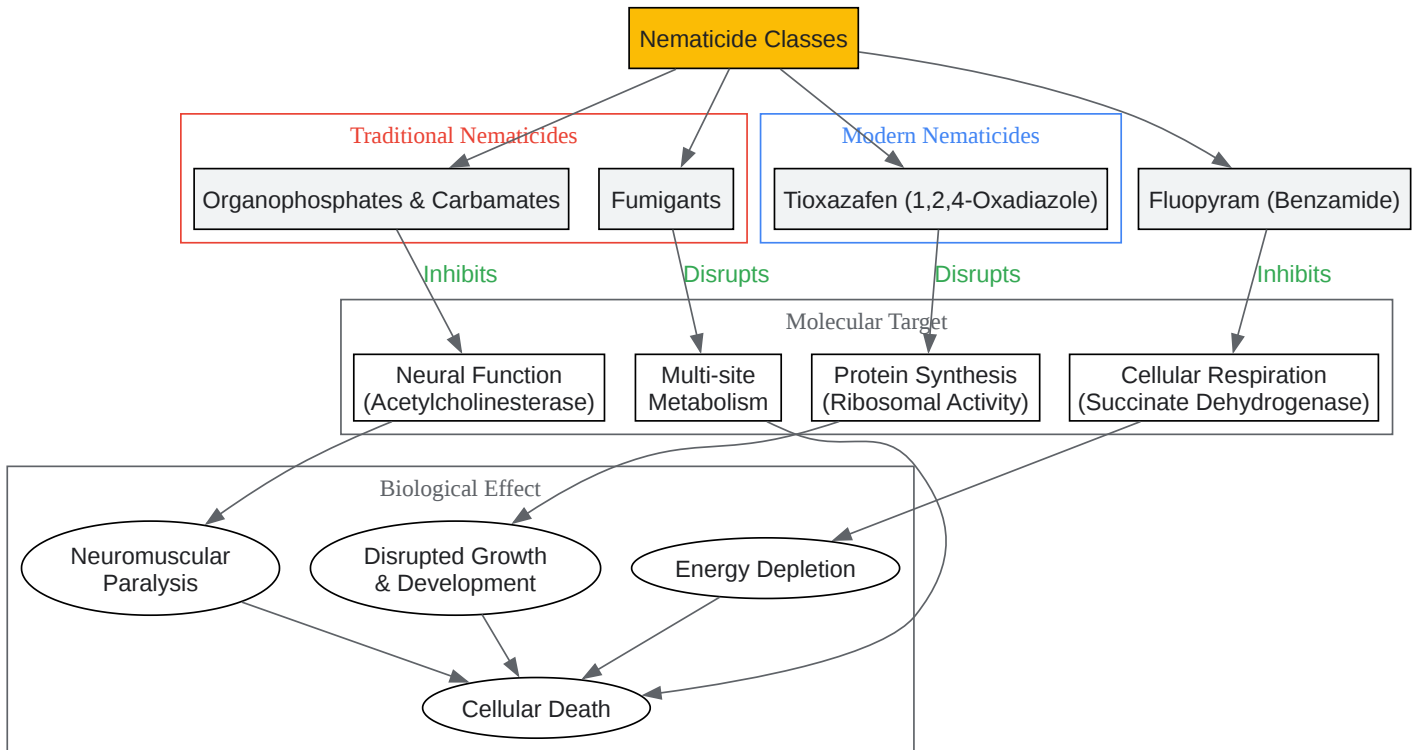 Nematicide Classes
Traditional Nematicides
Modern Nematicides
Organophosphates & Carbamates
Fumigants
Tioxazafen (1,2,4-Oxadiazole)
Fluopyram (Benzamide)
Inhibits
Disrupts
Disrupts
Inhibits
Molecular Target
Neural Function
(Acetylcholinesterase)
Multi-site
Metabolism
Protein Synthesis
(Ribosomal Activity)
Cellular Respiration
(Succinate Dehydrogenase)
Biological Effect
Neuromuscular
Paralysis
Disrupted Growth
& Development
Energy Depletion
Cellular Death